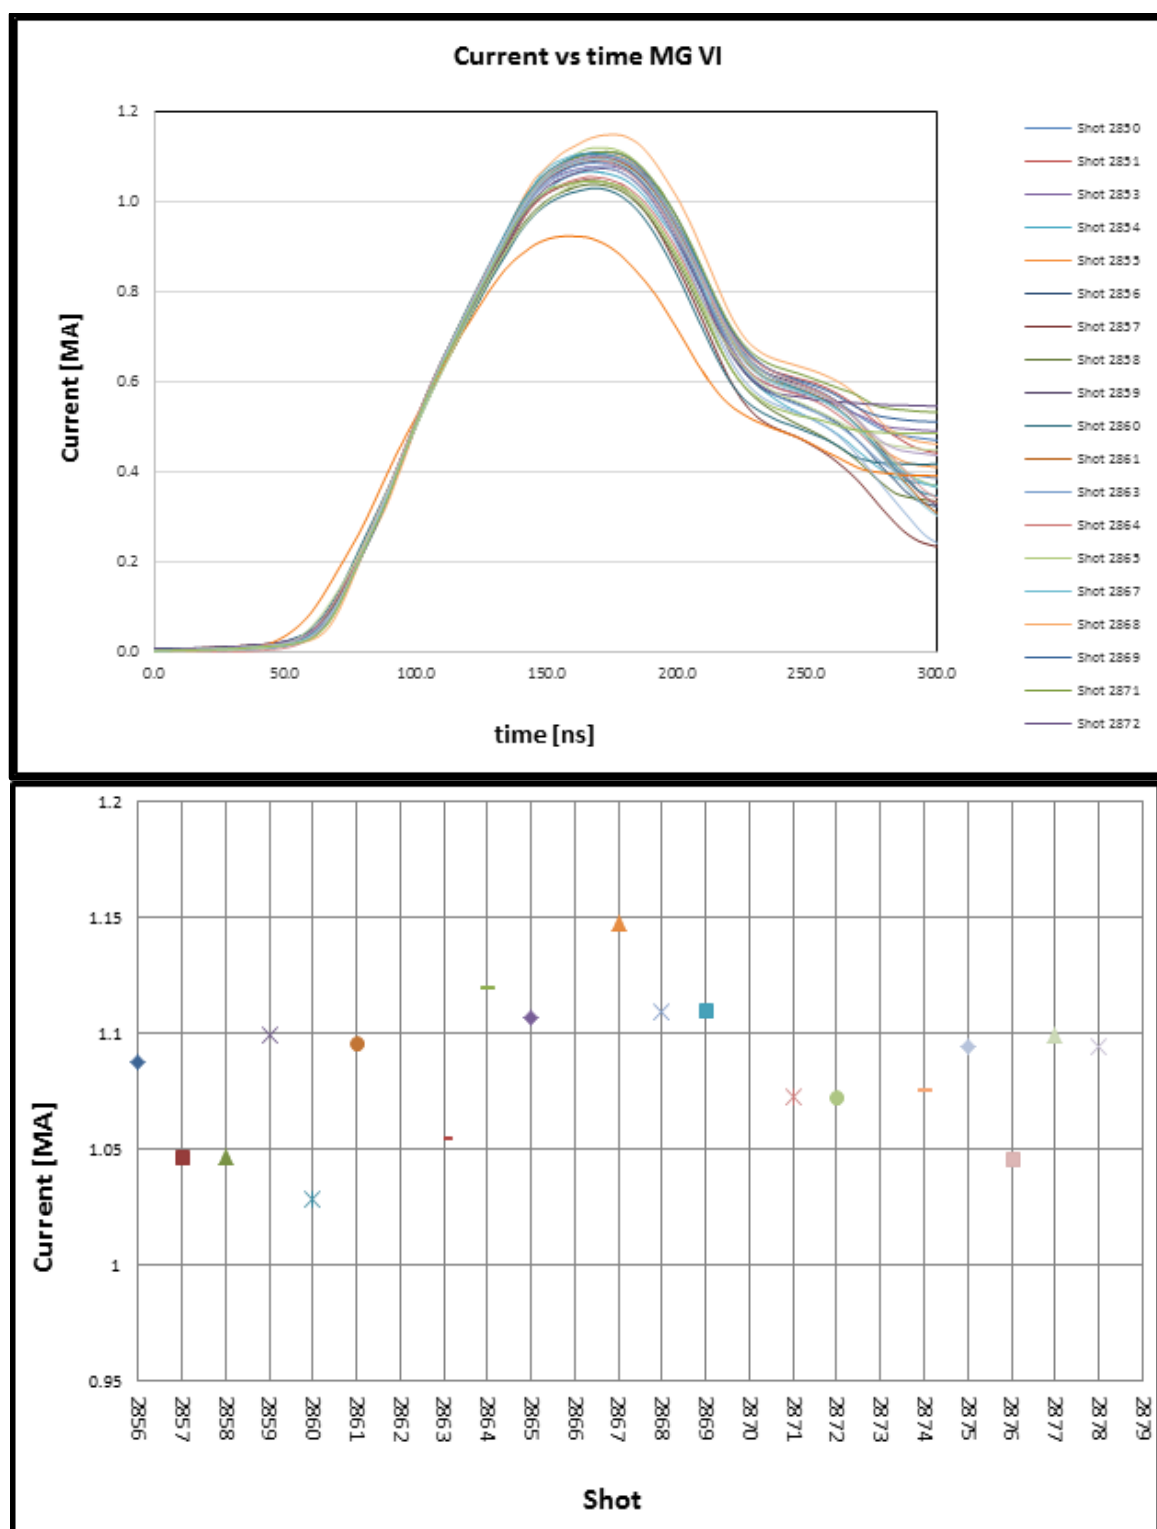 Current vs time MG VI
1.2
1.0
0.8
0.6
0.4
0.2
0.0
Current [MA]
0.0 50.0 100.0 150.0 200.0 250.0 300.0
time [ns]
Shot 2850
Shot 2851
Shot 2853
Shot 2854
Shot 2855
Shot 2856
Shot 2857
Shot 2858
Shot 2859
Shot 2860
Shot 2861
Shot 2863
Shot 2864
Shot 2865
Shot 2867
Shot 2868
Shot 2869
Shot 2871
Shot 2872
1.2
1.15
1.1
1.05
1
0.95
Current [MA]
2856 2857 2858 2859 2860 2861 2862 2863 2864 2865 2866 2867 2868 2869 2870 2871 2872 2873 2874 2875 2876 2877 2878 2879
Shot